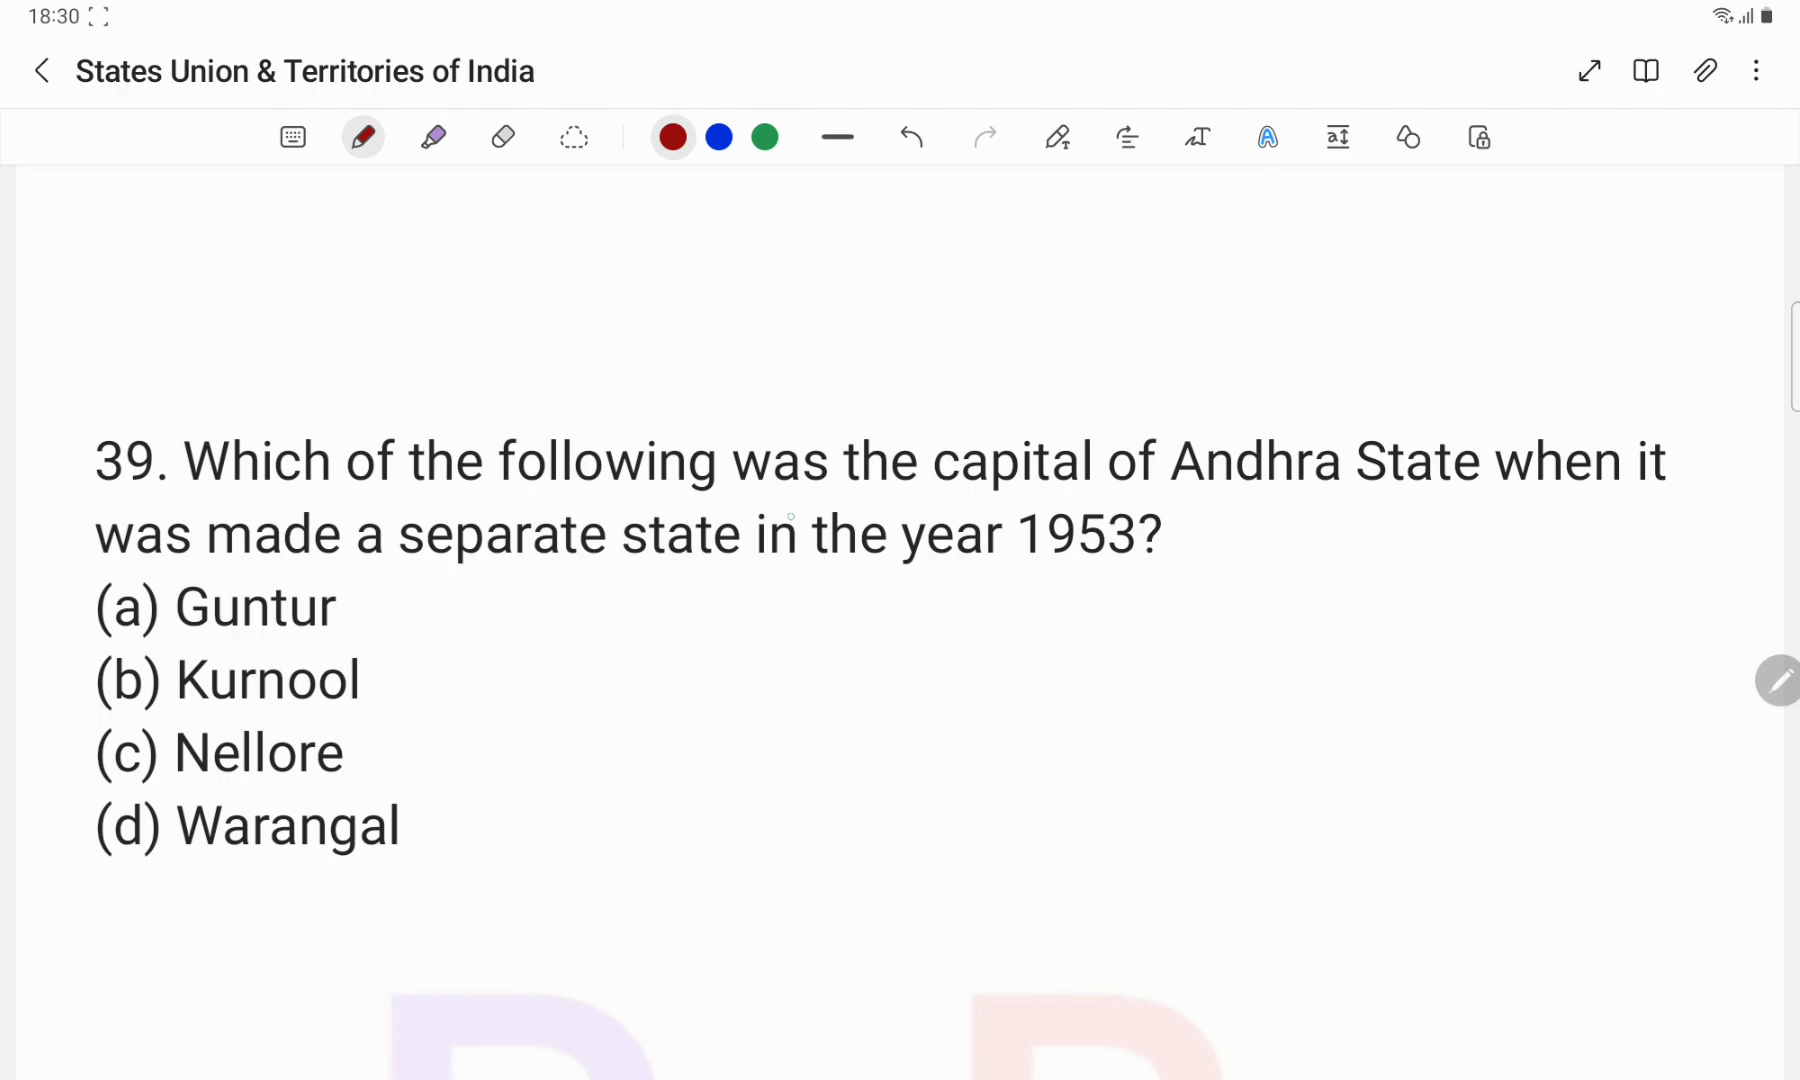 18:30
States Union & Territories of India
39. Which of the following was the capital of Andhra State when it
was made a separate state in the year 1953?
(a) Guntur
(b) Kurnool
(c) Nellore
(d) Warangal